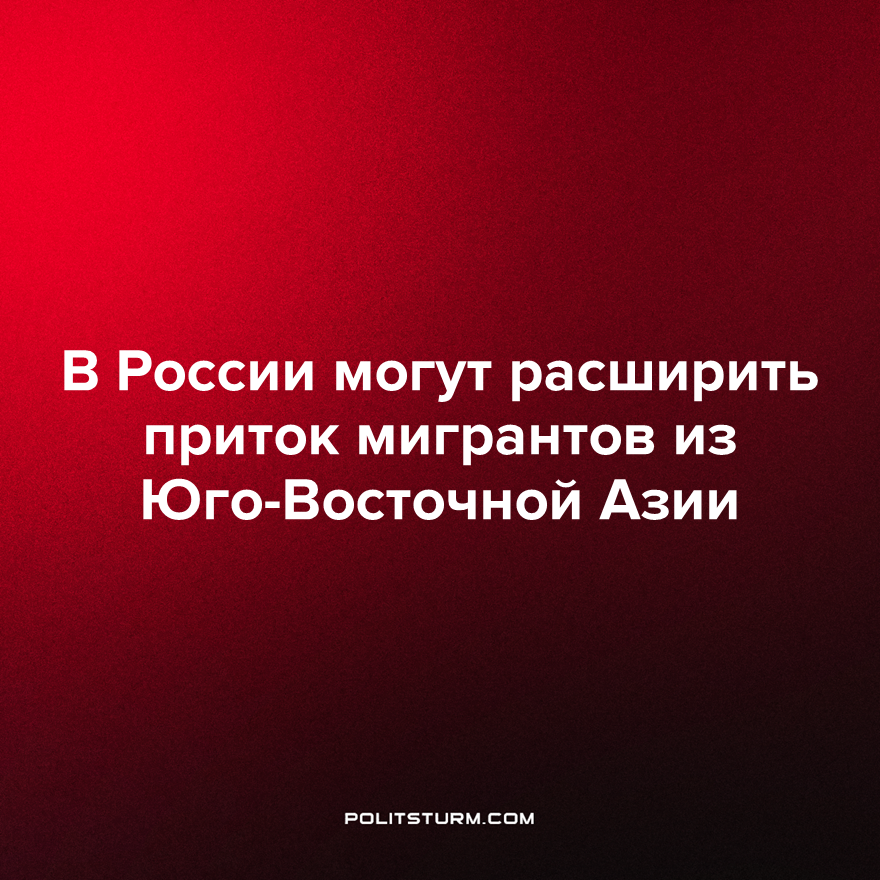 В России могут расширить
приток мигрантов из
Юго-Восточной Азии
POLITSTURM.COM